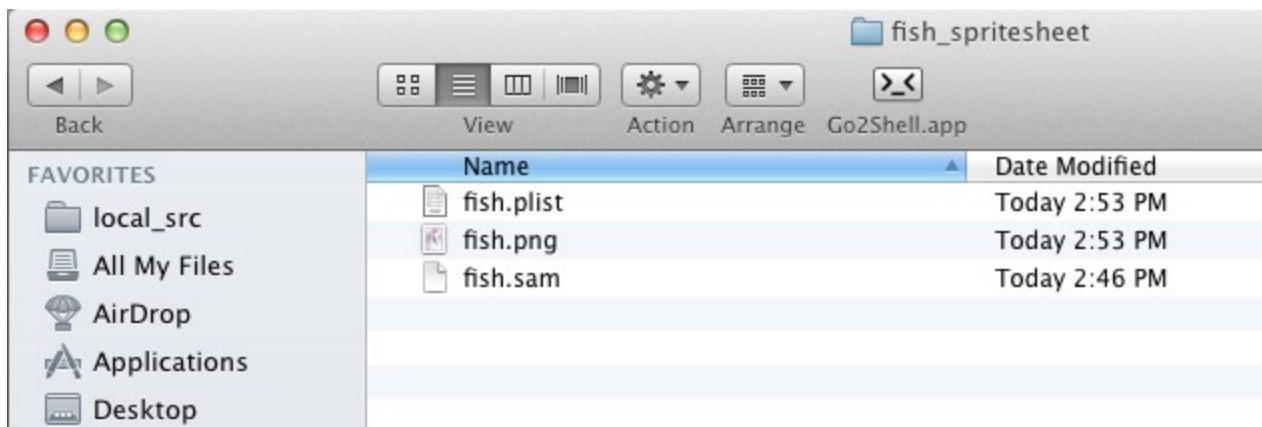 fish_spritesheet
Back
View
Action
Arrange
Go2Shell.app
FAVORITES
local_src
All My Files
AirDrop
Applications
Desktop
Name Date Modified
fish.plist Today 2:53 PM
fish.png Today 2:53 PM
fish.sam Today 2:46 PM